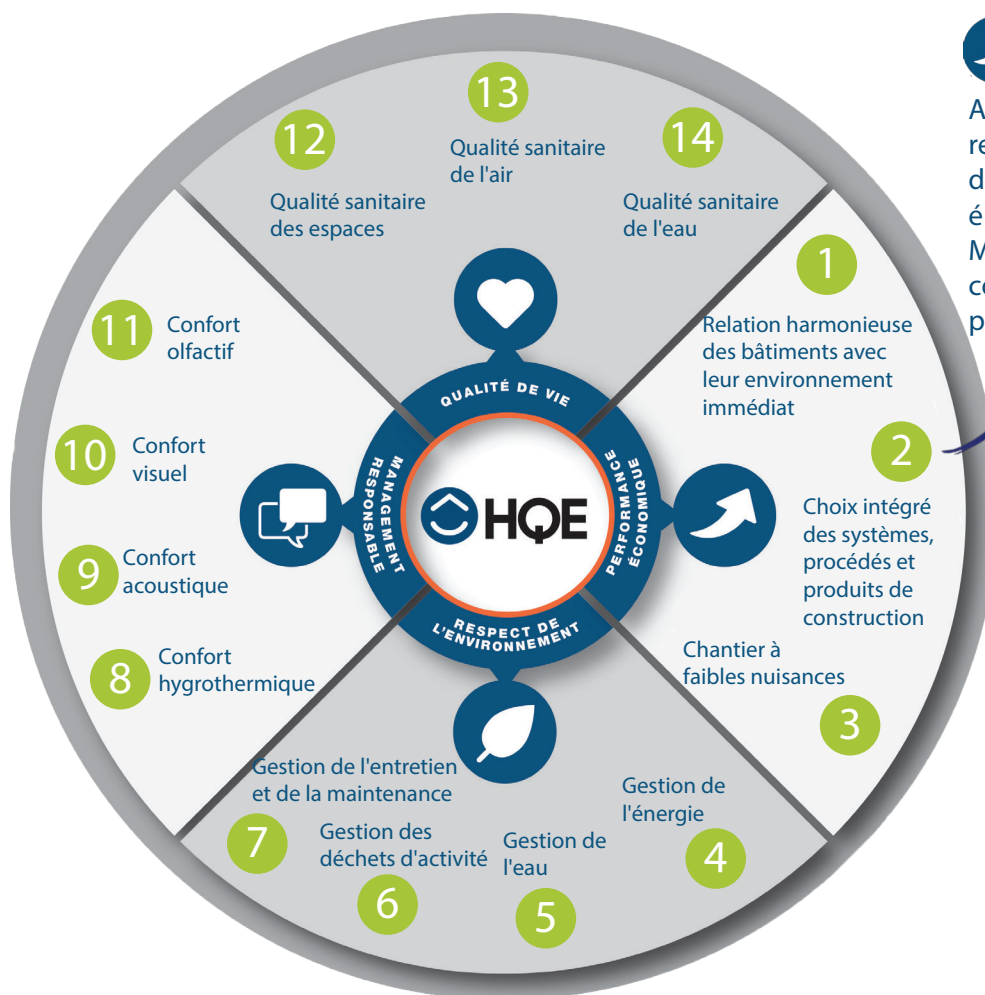 1
Relation harmonieuse
des bâtiments avec
leur environnement
immédiat
2
Choix intégré
des systèmes,
procédés et
produits de
construction
Chantier à
faibles nuisances
3
Gestion de
l'énergie
4
Gestion de
l'eau
5
Gestion des
déchets d'activité
6
Gestion de l'entretien
et de la maintenance
7
8
Confort
hygrothermique
9
Confort
acoustique
10
Confort
visuel
11
Confort
olfactif
12
Qualité sanitaire
des espaces
13
Qualité sanitaire
de l'air
14
Qualité sanitaire
de l'eau
QUALITÉ DE VIE
PERFORMANCE
ÉCONOMIQUE
RESPECT DE
L'ENVIRONNEMENT
MANAGEMENT
RESPONSABLE
HQE